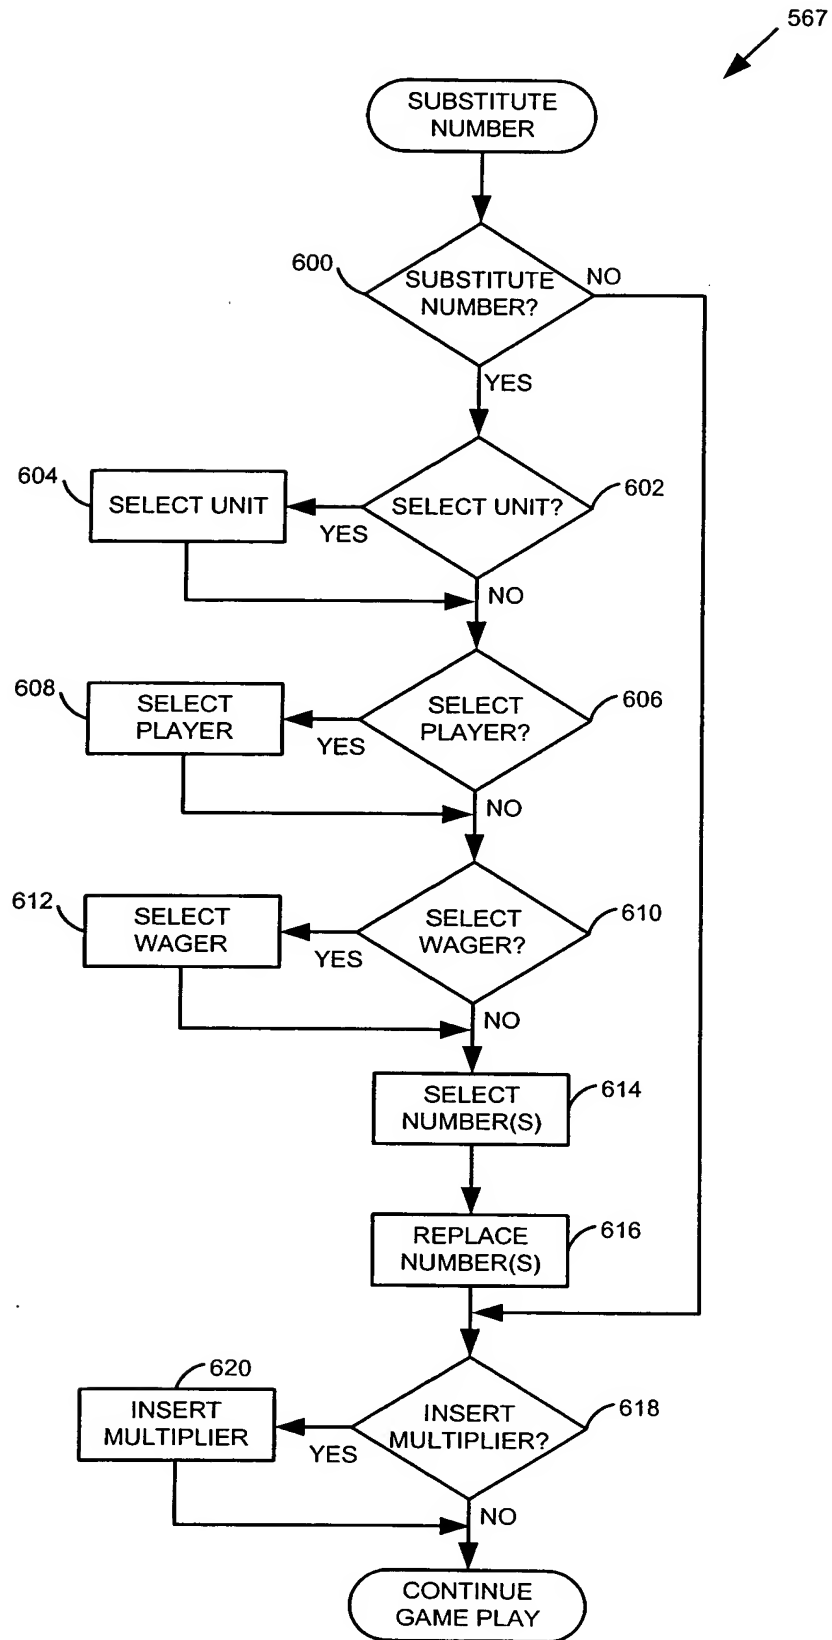 567
SUBSTITUTE
NUMBER
600
SUBSTITUTE
NUMBER?
NO
YES
604
SELECT UNIT
YES
SELECT UNIT?
602
NO
608
SELECT
PLAYER
YES
SELECT
PLAYER?
606
NO
612
SELECT
WAGER
YES
SELECT
WAGER?
610
NO
SELECT
NUMBER(S)
614
REPLACE
NUMBER(S)
616
620
INSERT
MULTIPLIER
YES
INSERT
MULTIPLIER?
618
NO
CONTINUE
GAME PLAY